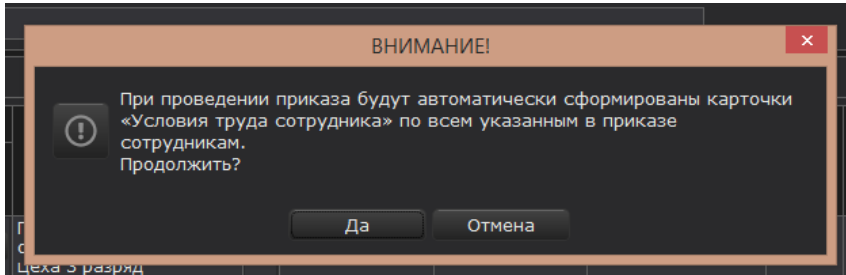 ВНИМАНИЕ!
При проведении приказа будут автоматически сформированы карточки
«Условия труда сотрудника» по всем указанным в приказе
сотрудникам.
Продолжить?
Да
Отмена
Цеха 3 разряд